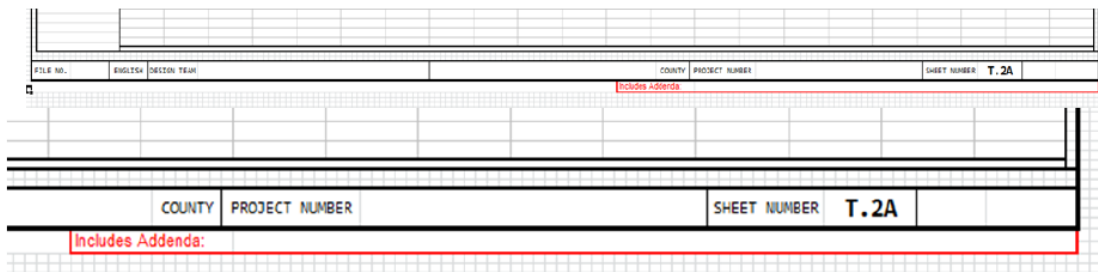 FILE NO. ENGLISH DESIGN TEAM COUNTY PROJECT NUMBER SHEET NUMBER T.2A
Includes Addenda:
COUNTY PROJECT NUMBER SHEET NUMBER T.2A
Includes Addenda: